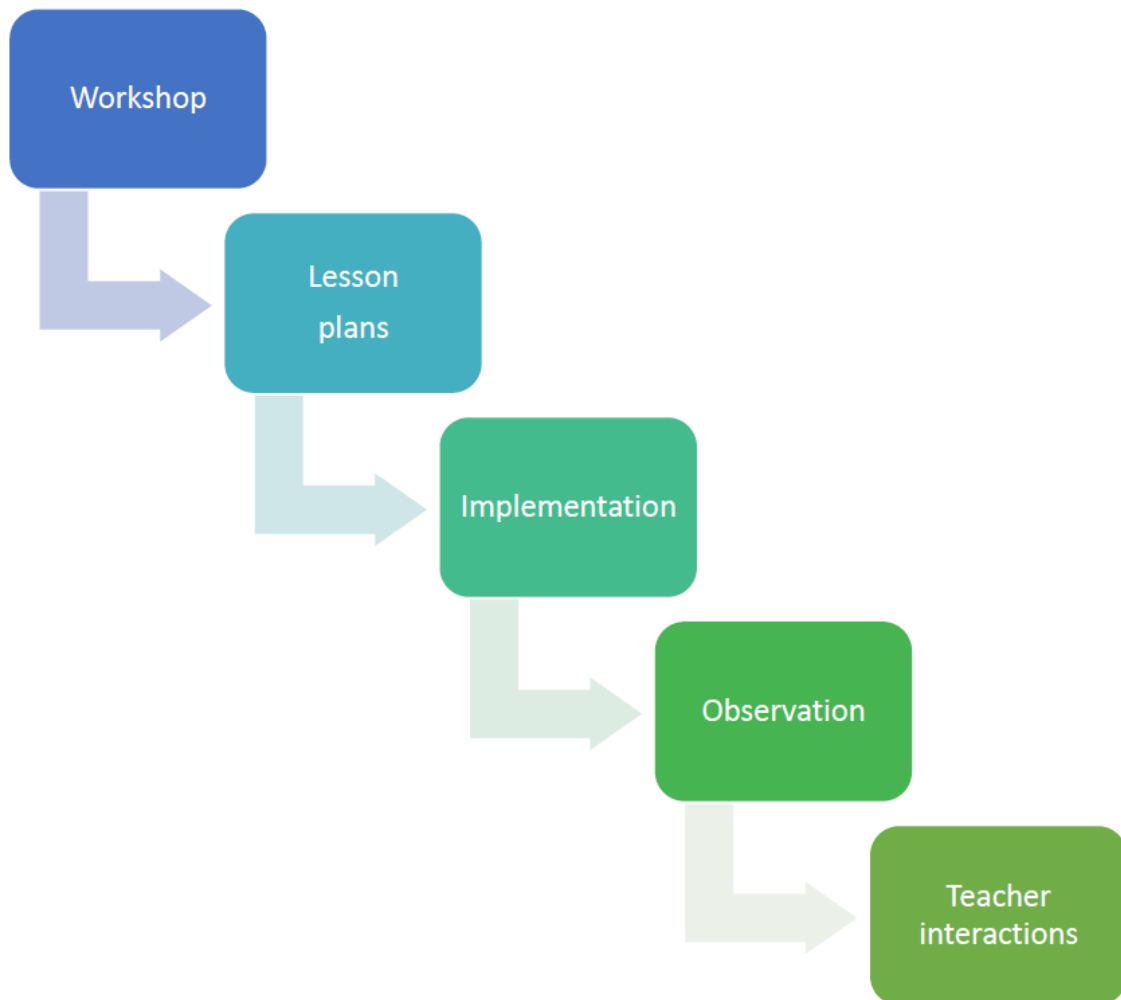 Workshop
Lesson
plans
Implementation
Observation
Teacher
interactions